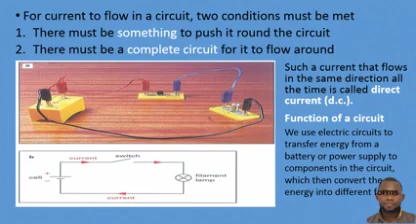 • For current to flow in a circuit, two conditions must be met
1. There must be something to push it round the circuit
2. There must be a complete circuit for it to flow around
a
Such a current that flows
in the same direction all
the time is called direct
current (d.c.).
Function of a circuit
We use electric circuits to
transfer energy from a
battery or power supply to
components in the circuit,
which then convert the
energy into different forms
b
current
switch
cell
+
filament
lamp
current